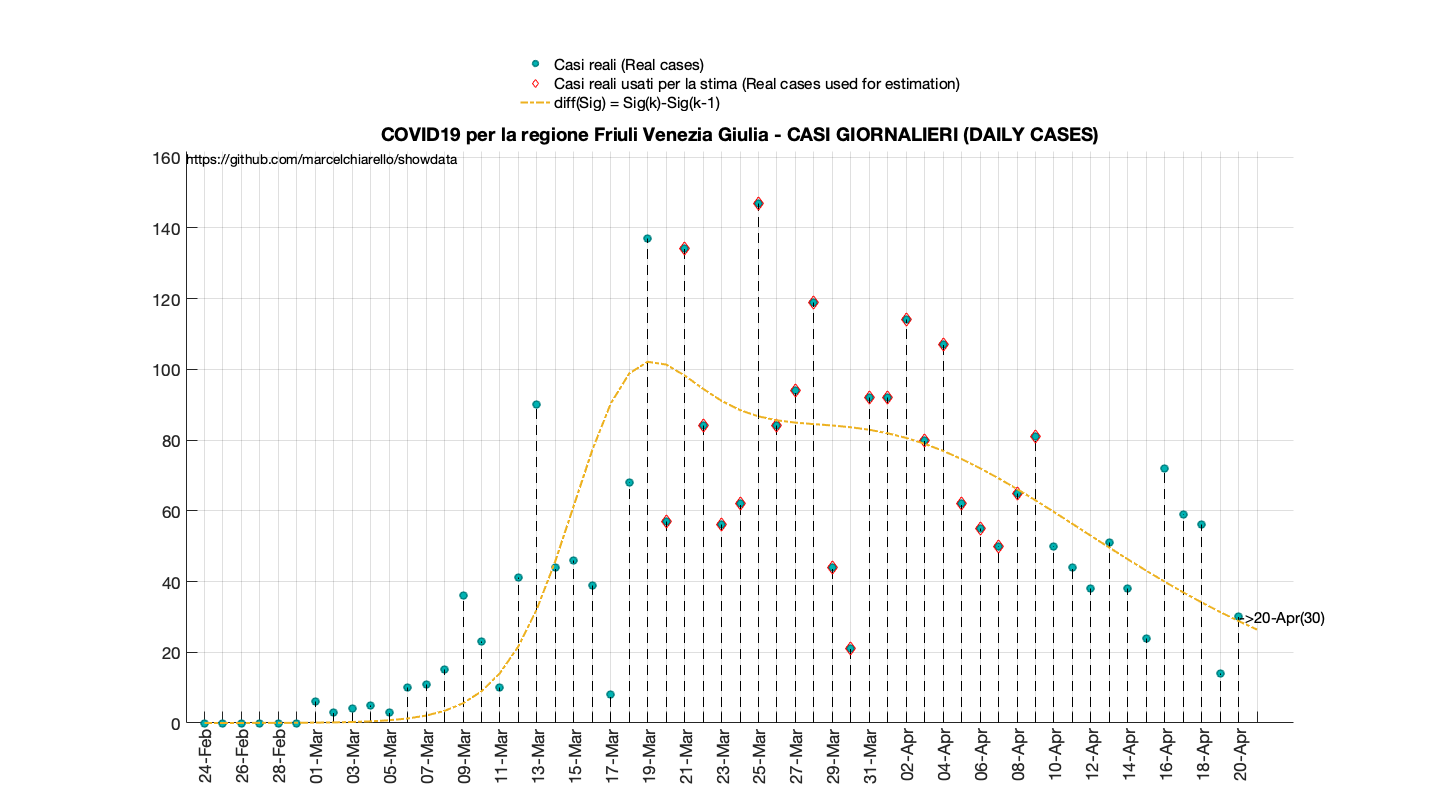 Casi reali (Real cases)
Casi reali usati per la stima (Real cases used for estimation)
diff(Sig) = Sig(k)-Sig(k-1)
COVID19 per la regione Friuli Venezia Giulia - CASI GIORNALIERI (DAILY CASES)
https://github.com/marcelchiarello/showdata
160
140
120
100
80
60
40
20
0
->20-Apr(30)
24-Feb
26-Feb
28-Feb
01-Mar
03-Mar
05-Mar
07-Mar
09-Mar
11-Mar
13-Mar
15-Mar
17-Mar
19-Mar
21-Mar
23-Mar
25-Mar
27-Mar
29-Mar
31-Mar
02-Apr
04-Apr
06-Apr
08-Apr
10-Apr
12-Apr
14-Apr
16-Apr
18-Apr
20-Apr